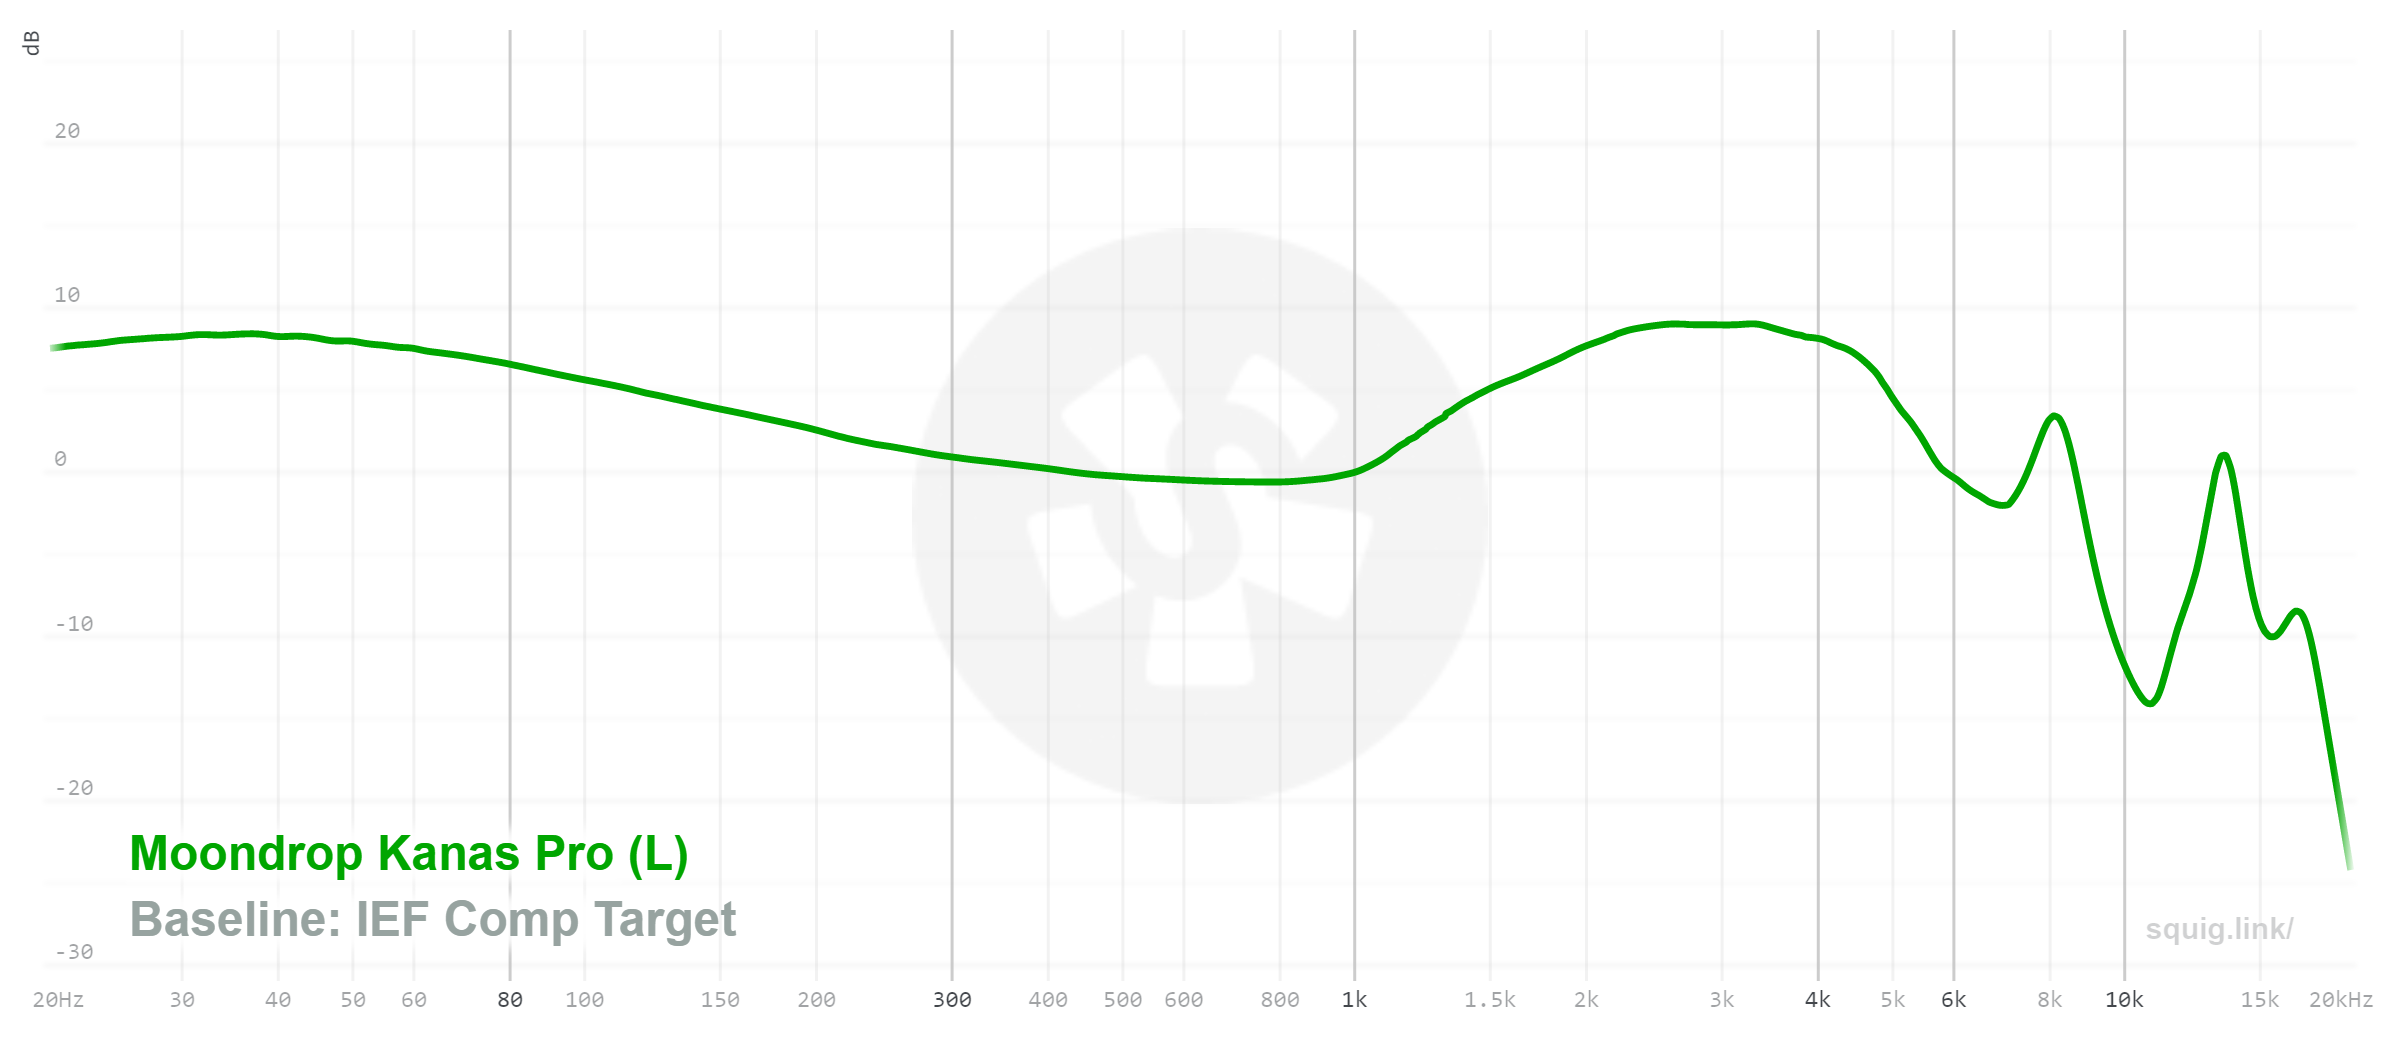 dB
20
10
0
-10
-20
-30
Moondrop Kanas Pro (L)
Baseline: IEF Comp Target
squig.link/
20Hz 30 40 50 60 80 100 150 200 300 400 500 600 800 1k 1.5k 2k 3k 4k 5k 6k 8k 10k 15k 20kHz